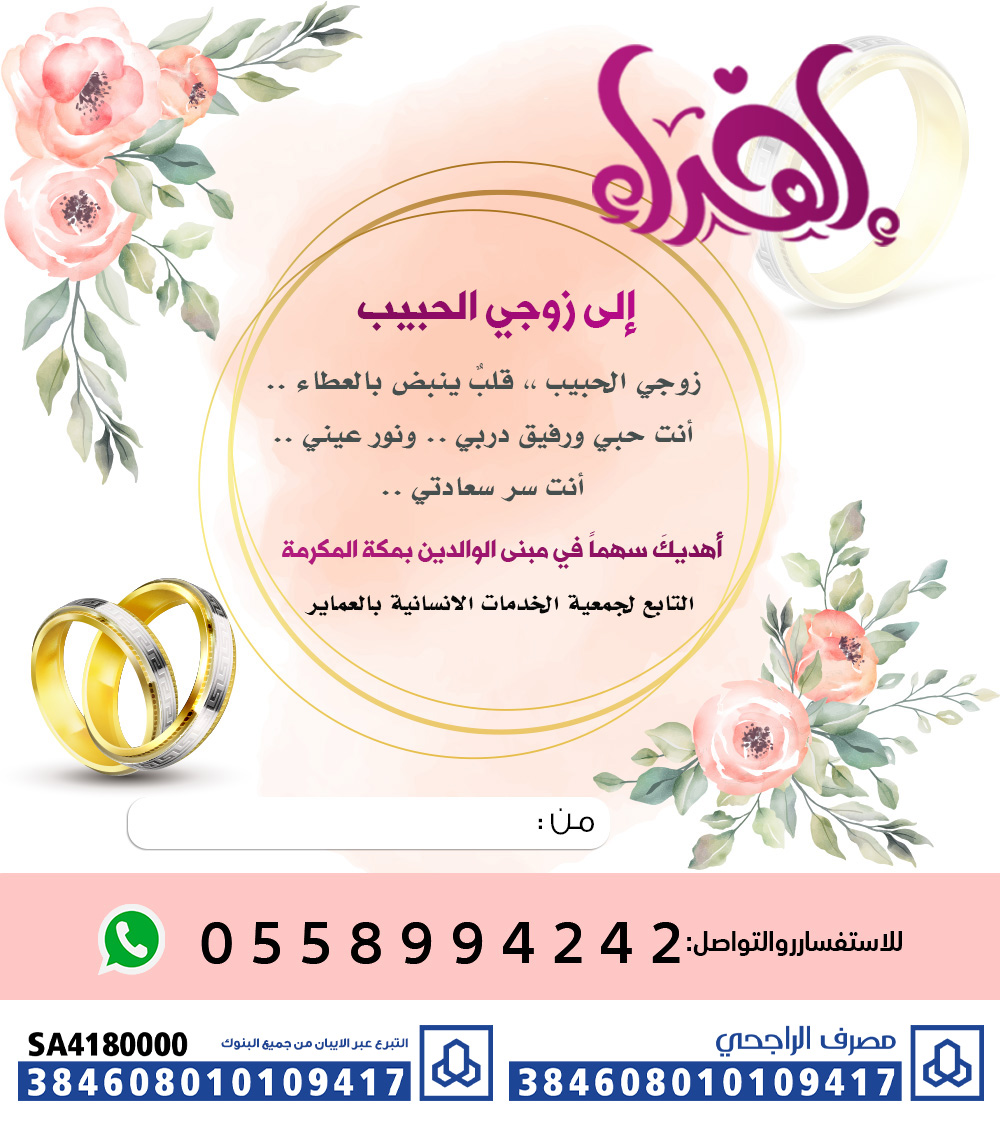 إهداء
إلى زوجي الحبيب
زوجي الحبيب ،، قلبٌ ينبض بالعطاء ..
أنت حبي ورفيق دربي .. ونور عيني ..
أنت سر سعادتي ..
أهديكَ سهماً في مبنى الوالدين بمكة المكرمة
التابع لجمعية الخدمات الانسانية بالعماير
من :
للاستفسارر والتواصل: 0558994242
مصرف الراجحي
384608010109417
التبرع عبر الايبان من جميع البنوك SA4180000
384608010109417